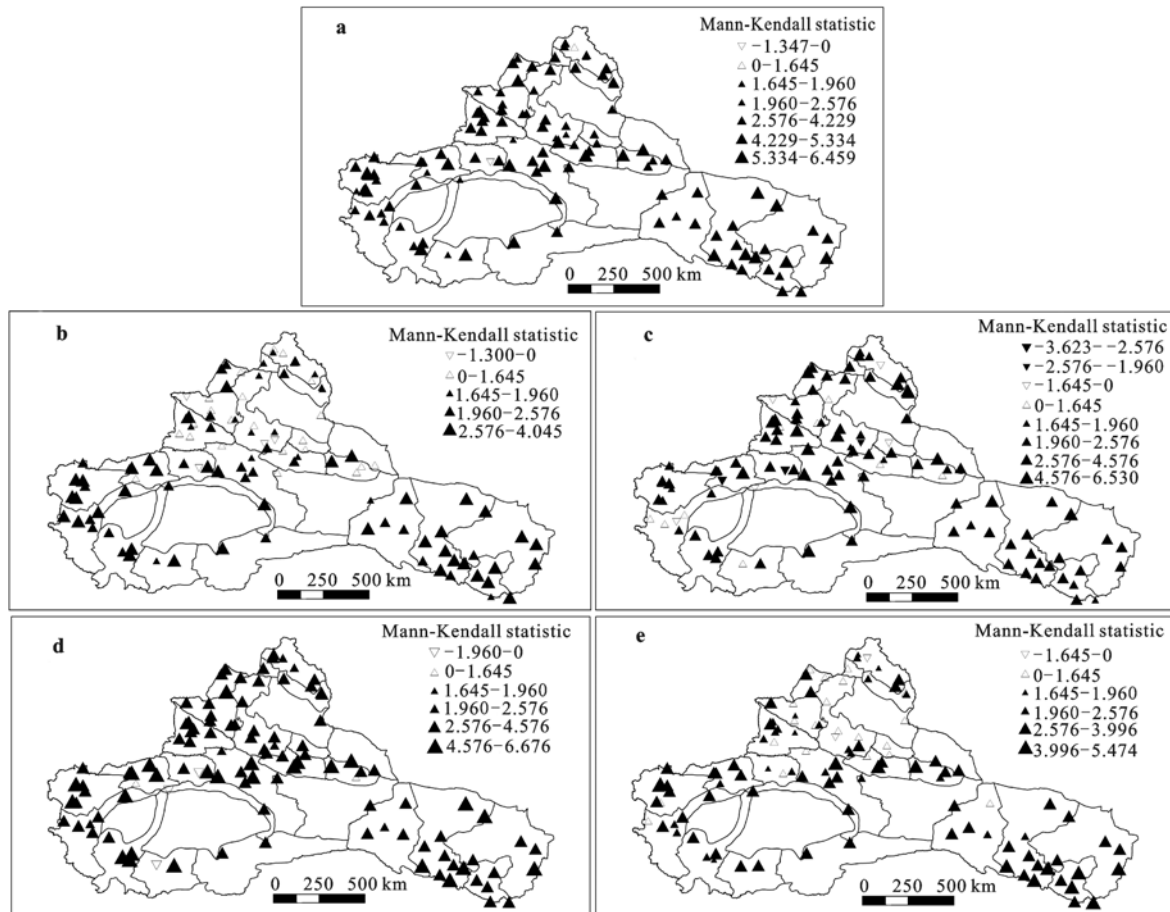 a
Mann-Kendall statistic
−1.347−0
0−1.645
1.645−1.960
1.960−2.576
2.576−4.229
4.229−5.334
5.334−6.459
0 250 500 km
b
Mann-Kendall statistic
−1.300−0
0−1.645
1.645−1.960
1.960−2.576
2.576−4.045
0 250 500 km
c
Mann-Kendall statistic
−3.623−−2.576
−2.576−−1.960
−1.645−0
0−1.645
1.645−1.960
1.960−2.576
2.576−4.576
4.576−6.530
0 250 500 km
d
Mann-Kendall statistic
−1.960−0
0−1.645
1.645−1.960
1.960−2.576
2.576−4.576
4.576−6.676
0 250 500 km
e
Mann-Kendall statistic
−1.645−0
0−1.645
1.645−1.960
1.960−2.576
2.576−3.996
3.996−5.474
0 250 500 km